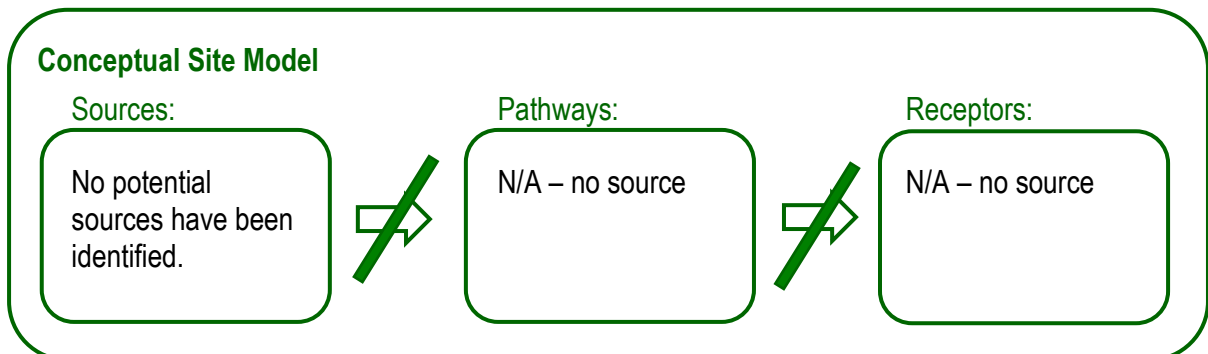 Conceptual Site Model
Sources:
No potential
sources have been
identified.
Pathways:
N/A – no source
Receptors:
N/A – no source